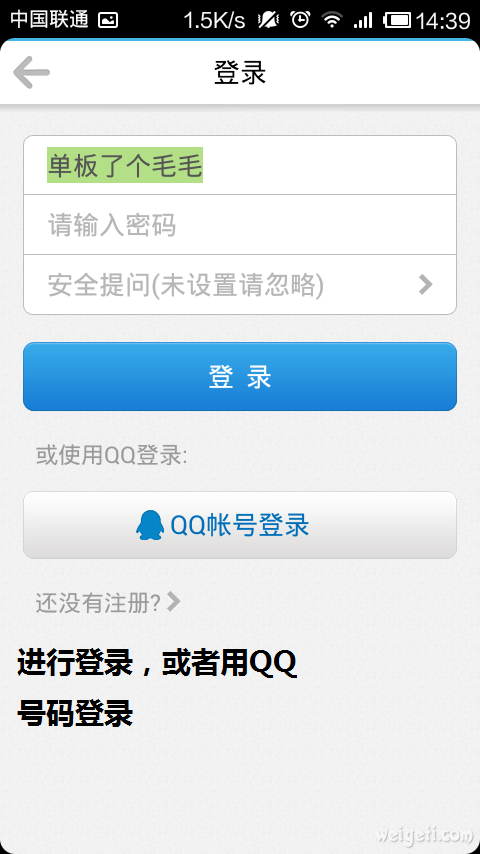 中国联通 1.5K/s 14:39
登录
单板了个毛毛
请输入密码
安全提问(未设置请忽略)
登 录
或使用QQ登录:
QQ帐号登录
还没有注册?
进行登录，或者用QQ
号码登录
weigeti.com